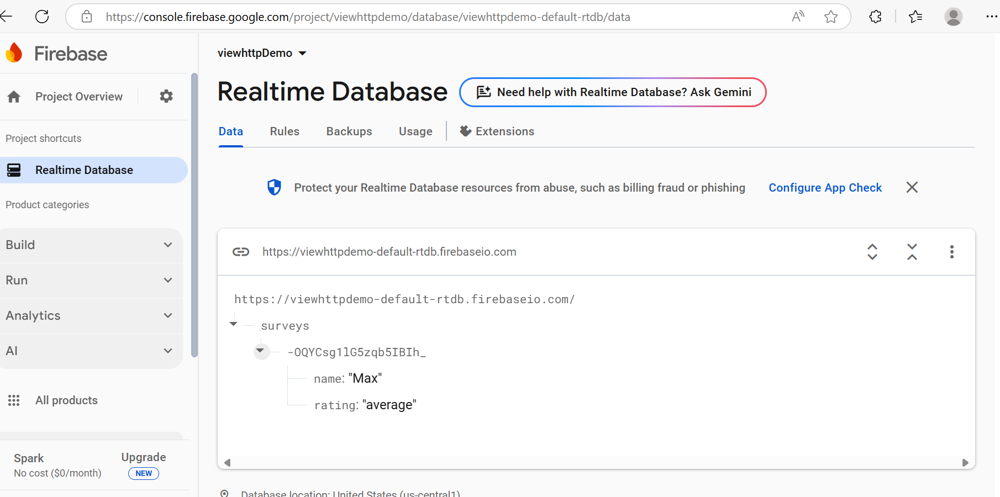 https://console.firebase.google.com/project/viewhttpdemo/database/viewhttpdemo-default-rtdb/data
Firebase
Project Overview
Project shortcuts
Realtime Database
Product categories
Build
Run
Analytics
AI
All products
Spark
No cost ($0/month)
Upgrade
NEW
viewhttpDemo
Realtime Database
Need help with Realtime Database? Ask Gemini
Data Rules Backups Usage Extensions
Protect your Realtime Database resources from abuse, such as billing fraud or phishing Configure App Check
https://viewhttpdemo-default-rtdb.firebaseio.com
https://viewhttpdemo-default-rtdb.firebaseio.com/
surveys
-OQYCsg1lG5zqb5IBIh_
name: "Max"
rating: "average"
Database location: United States (us-central1)